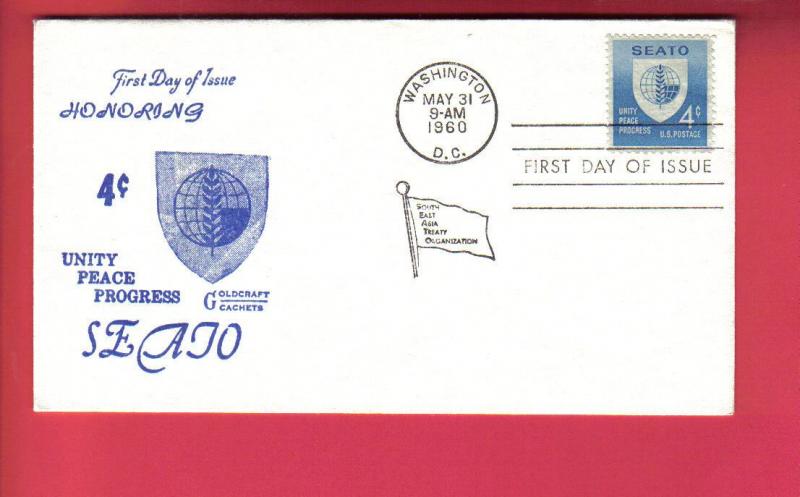 First Day of Issue
HONORING
4¢
UNITY
PEACE
PROGRESS
GOLDCRAFT
CACHETS
SEATO
WASHINGTON
MAY 31
9-AM
1960
D.C.
SOUTH
EAST
ASIA
TREATY
ORGANIZATION
SEATO
UNITY
PEACE
PROGRESS
4¢
U.S. POSTAGE
FIRST DAY OF ISSUE